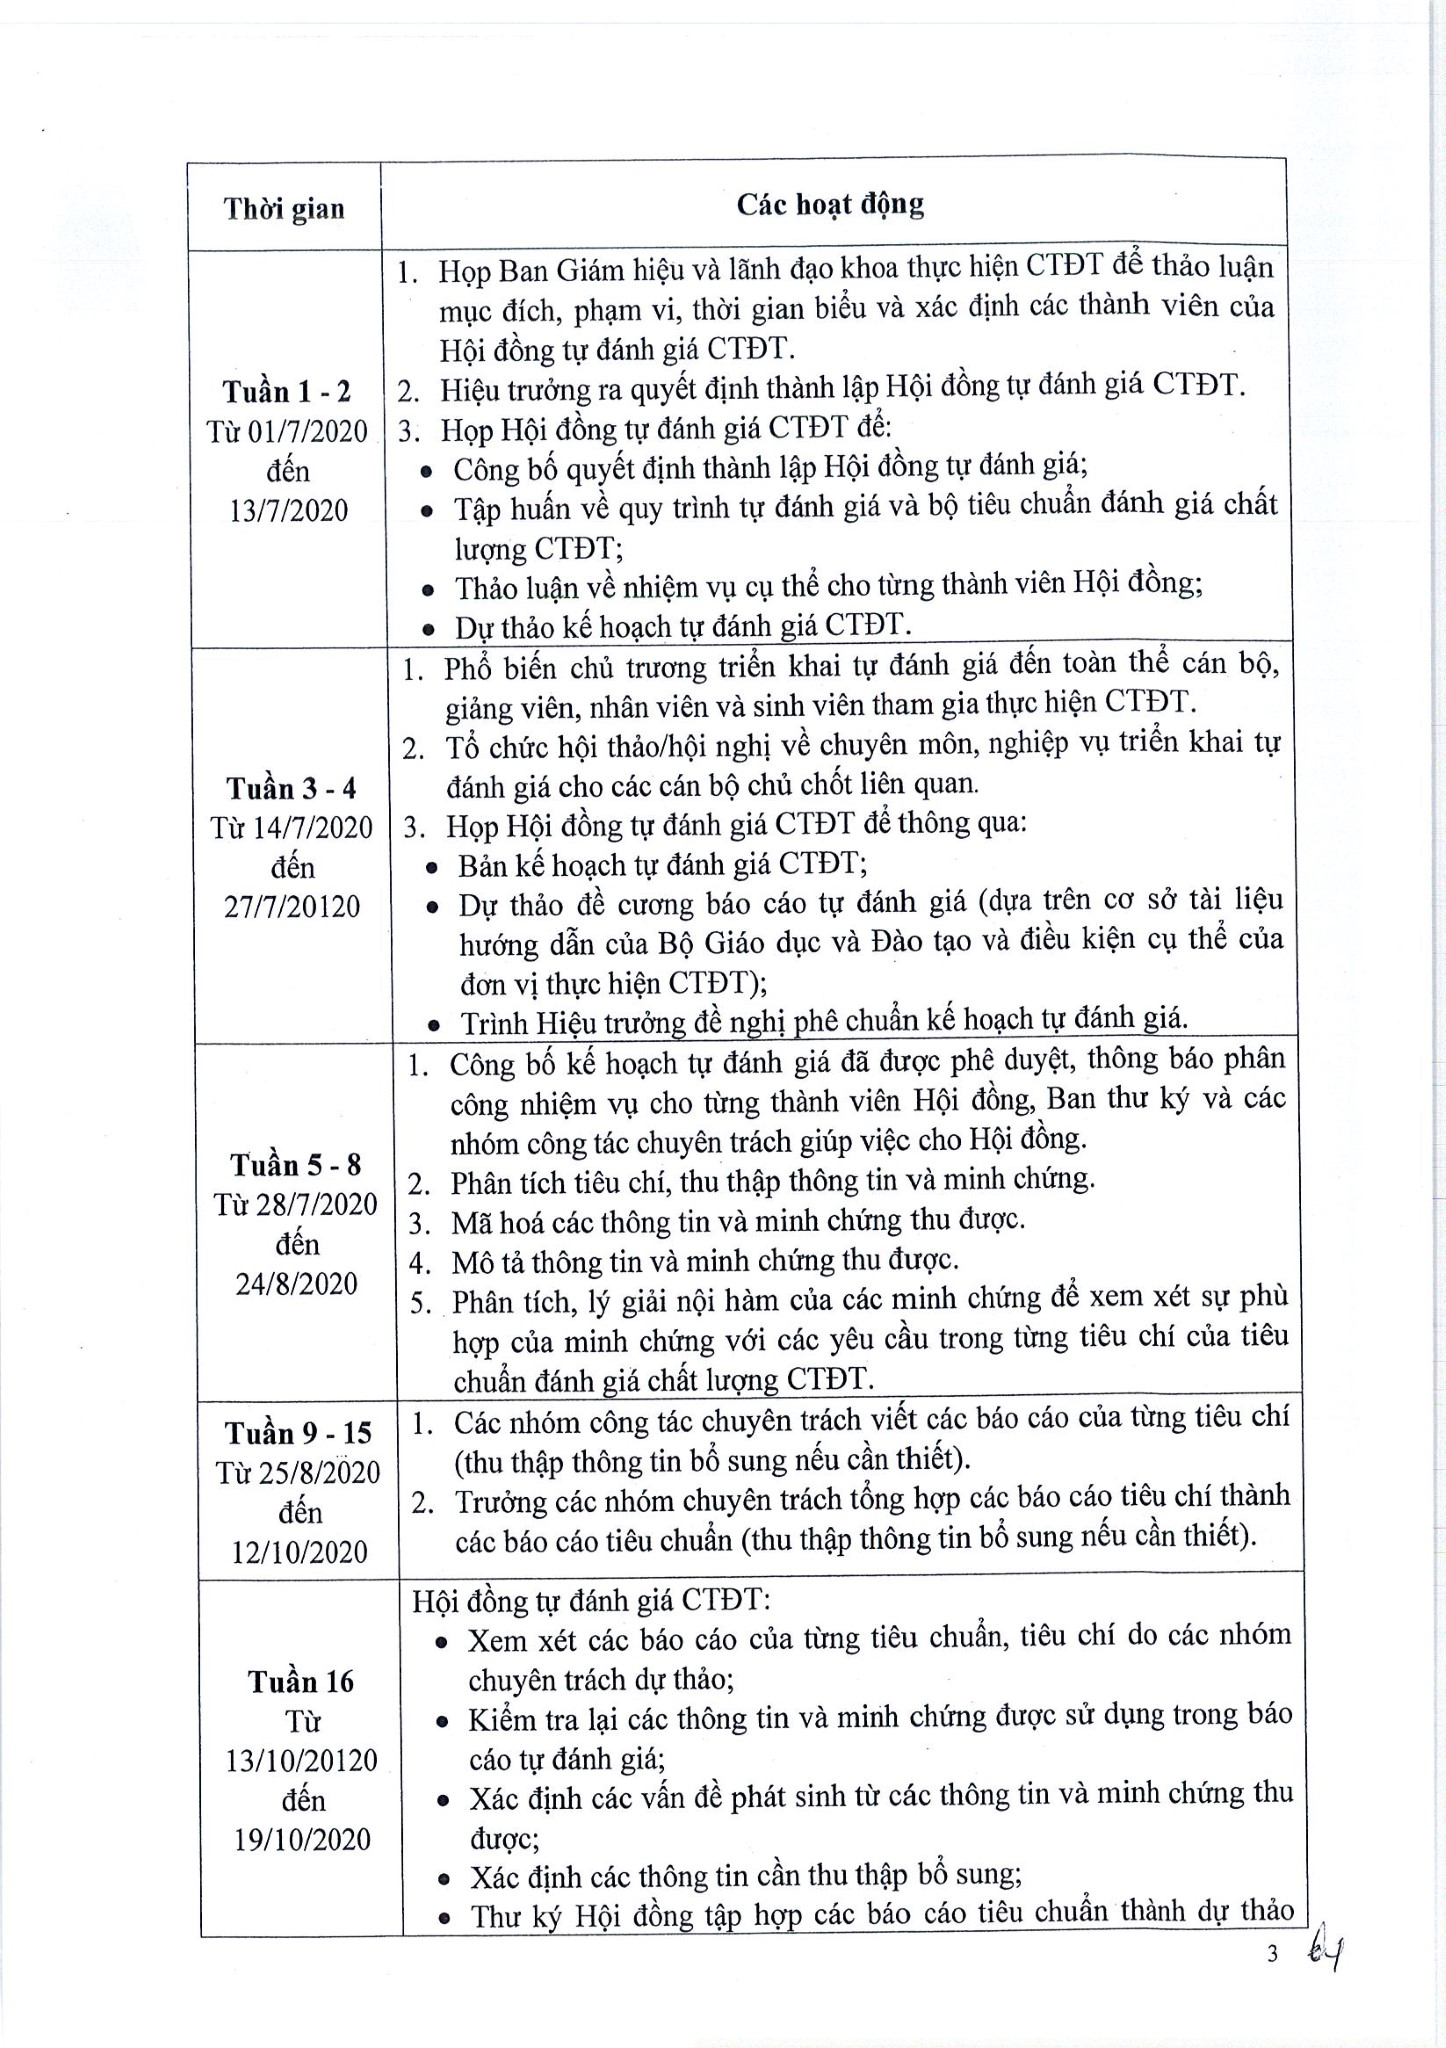 Thời gian
Các hoạt động
Tuần 1 - 2
Từ 01/7/2020
đến
13/7/2020
1. Họp Ban Giám hiệu và lãnh đạo khoa thực hiện CTĐT để thảo luận
mục đích, phạm vi, thời gian biểu và xác định các thành viên của
Hội đồng tự đánh giá CTĐT.
2. Hiệu trưởng ra quyết định thành lập Hội đồng tự đánh giá CTĐT.
3. Họp Hội đồng tự đánh giá CTĐT để:
• Công bố quyết định thành lập Hội đồng tự đánh giá;
• Tập huấn về quy trình tự đánh giá và bộ tiêu chuẩn đánh giá chất
lượng CTĐT;
• Thảo luận về nhiệm vụ cụ thể cho từng thành viên Hội đồng;
• Dự thảo kế hoạch tự đánh giá CTĐT.
Tuần 3 - 4
Từ 14/7/2020
đến
27/7/20120
1. Phổ biến chủ trương triển khai tự đánh giá đến toàn thể cán bộ,
giảng viên, nhân viên và sinh viên tham gia thực hiện CTĐT.
2. Tổ chức hội thảo/hội nghị về chuyên môn, nghiệp vụ triển khai tự
đánh giá cho các cán bộ chủ chốt liên quan.
3. Họp Hội đồng tự đánh giá CTĐT để thông qua:
• Bản kế hoạch tự đánh giá CTĐT;
• Dự thảo đề cương báo cáo tự đánh giá (dựa trên cơ sở tài liệu
hướng dẫn của Bộ Giáo dục và Đào tạo và điều kiện cụ thể của
đơn vị thực hiện CTĐT);
• Trình Hiệu trưởng đề nghị phê chuẩn kế hoạch tự đánh giá.
Tuần 5 - 8
Từ 28/7/2020
đến
24/8/2020
1. Công bố kế hoạch tự đánh giá đã được phê duyệt, thông báo phân
công nhiệm vụ cho từng thành viên Hội đồng, Ban thư ký và các
nhóm công tác chuyên trách giúp việc cho Hội đồng.
2. Phân tích tiêu chí, thu thập thông tin và minh chứng.
3. Mã hoá các thông tin và minh chứng thu được.
4. Mô tả thông tin và minh chứng thu được.
5. Phân tích, lý giải nội hàm của các minh chứng để xem xét sự phù
hợp của minh chứng với các yêu cầu trong từng tiêu chí của tiêu
chuẩn đánh giá chất lượng CTĐT.
Tuần 9 - 15
Từ 25/8/2020
đến
12/10/2020
1. Các nhóm công tác chuyên trách viết các báo cáo của từng tiêu chí
(thu thập thông tin bổ sung nếu cần thiết).
2. Trưởng các nhóm chuyên trách tổng hợp các báo cáo tiêu chí thành
các báo cáo tiêu chuẩn (thu thập thông tin bổ sung nếu cần thiết).
Tuần 16
Từ
13/10/20120
đến
19/10/2020
Hội đồng tự đánh giá CTĐT:
• Xem xét các báo cáo của từng tiêu chuẩn, tiêu chí do các nhóm
chuyên trách dự thảo;
• Kiểm tra lại các thông tin và minh chứng được sử dụng trong báo
cáo tự đánh giá;
• Xác định các vấn đề phát sinh từ các thông tin và minh chứng thu
được;
• Xác định các thông tin cần thu thập bổ sung;
• Thư ký Hội đồng tập hợp các báo cáo tiêu chuẩn thành dự thảo
3